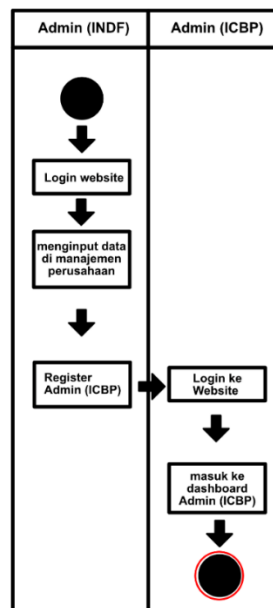 Admin (INDF)
Admin (ICBP)
Login website
menginput data
di manajemen
perusahaan
Register
Admin (ICBP)
Login ke
Website
masuk ke
dashboard
Admin (ICBP)